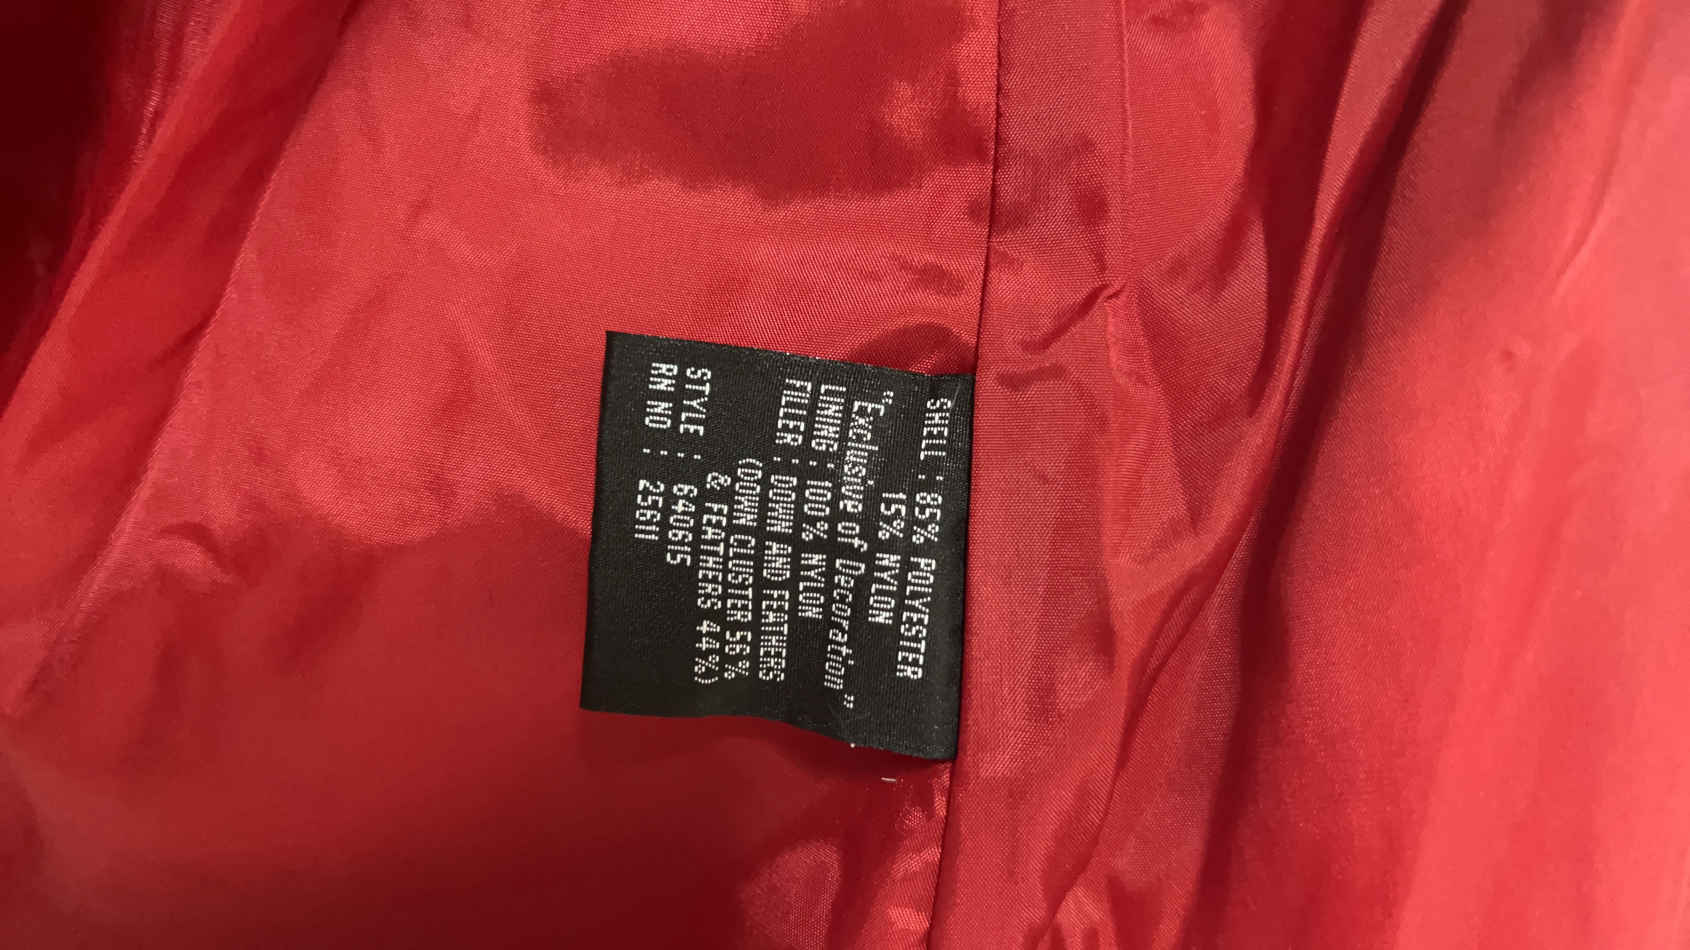 SHELL : 85% POLYESTER
15% NYLON
"Exclusive of Decoration"
LINING : 100% NYLON
FILLER : DOWN AND FEATHERS
(DOWN CLUSTER 56%
& FEATHERS 44%)
STYLE : 640615
RN NO : 25611